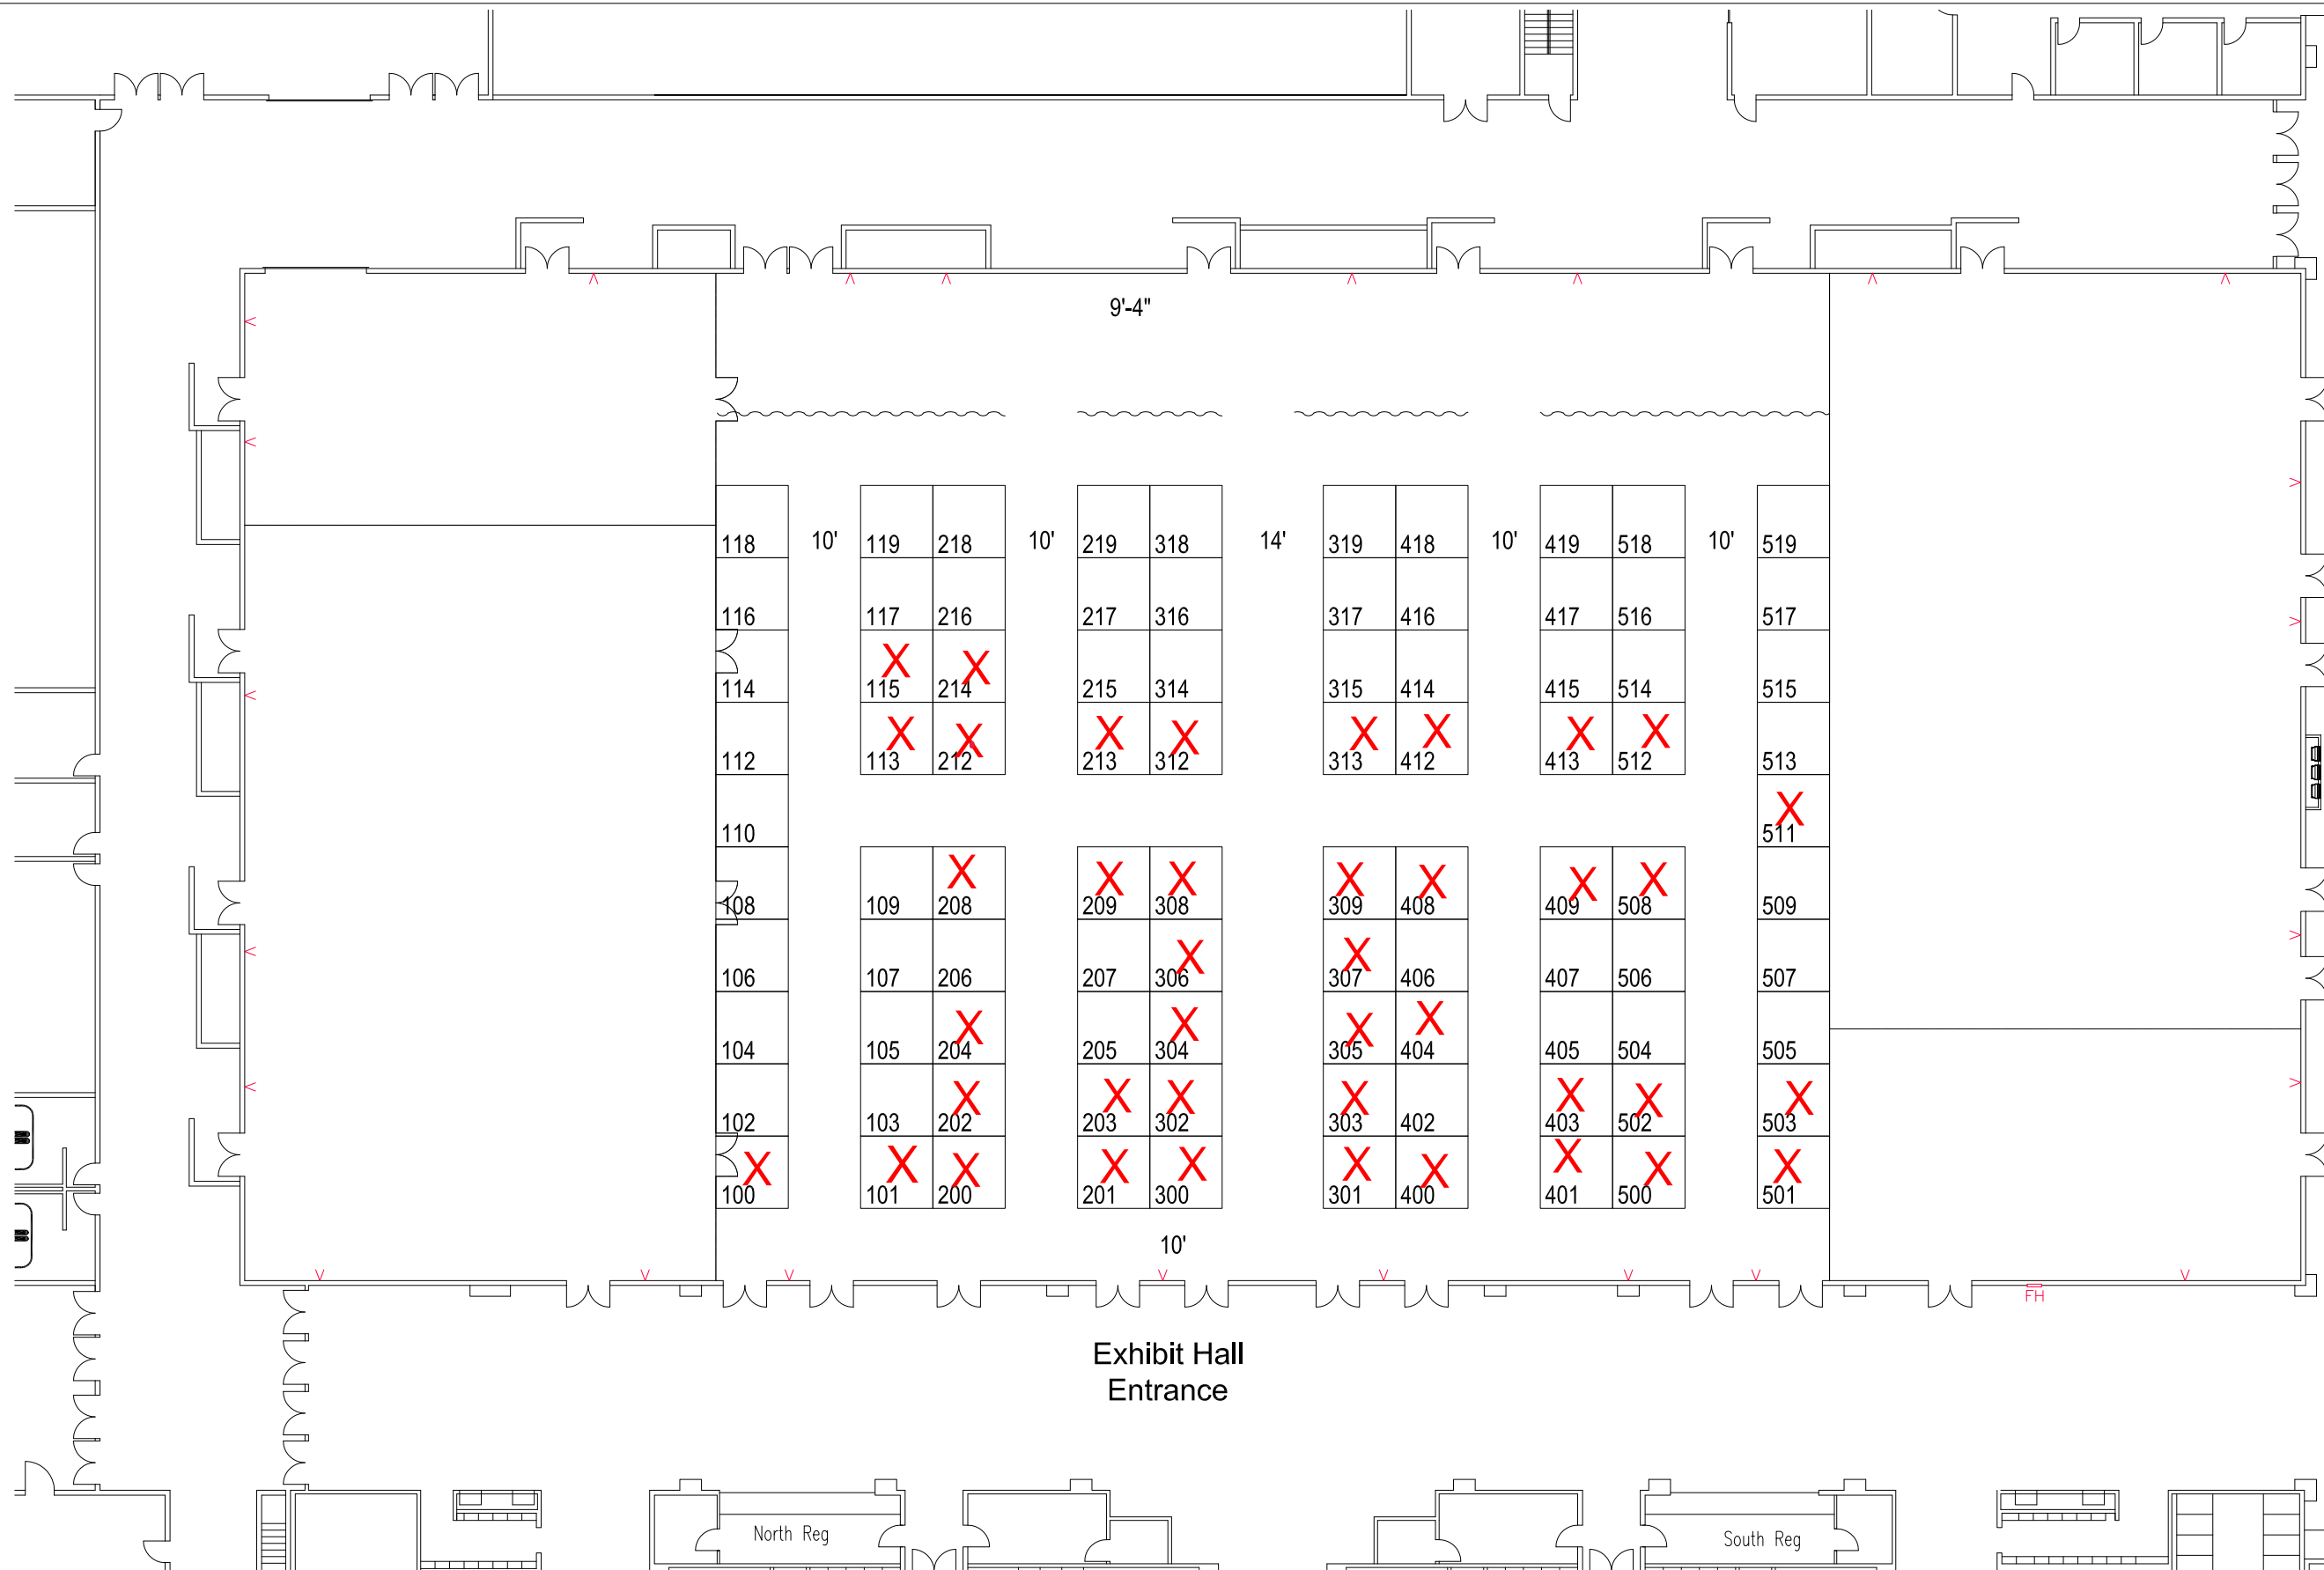 9'-4"
118 10' 119 218 10' 219 318 14' 319 418 10' 419 518 10' 519
116 117 216 217 316 317 416 417 516 517
114 115 214 215 314 315 414 415 514 515
112 113 212 213 312 313 412 413 512 513
110 511
108 109 208 209 308 309 408 409 508 509
106 107 206 207 306 307 406 407 506 507
104 105 204 205 304 305 404 405 504 505
102 103 202 203 302 303 402 403 502 503
100 101 200 201 300 301 400 401 500 501
10'
FH
Exhibit Hall
Entrance
North Reg
South Reg